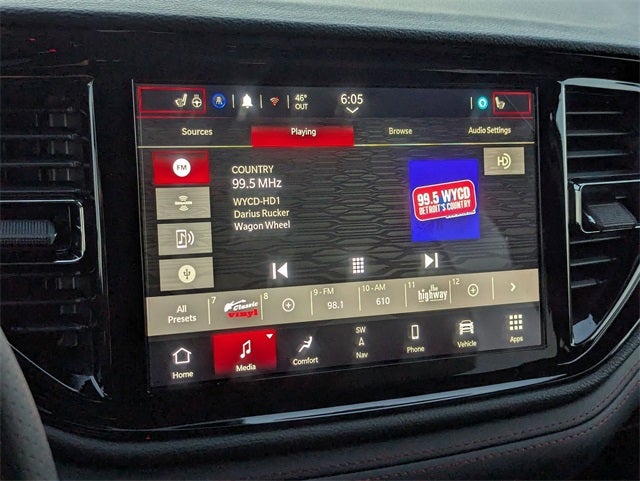 46°
OUT
6:05
Sources
Playing
Browse
Audio Settings
FM
COUNTRY
99.5 MHz
WYCD-HD1
Darius Rucker
Wagon Wheel
99.5 WYCD
DETROIT'S COUNTRY
HD
All
Presets
7
Classic
vinyl
8
9 - FM
98.1
10 - AM
610
11
the
highway
12
Home
Media
Comfort
SW
Nav
Phone
Vehicle
Apps